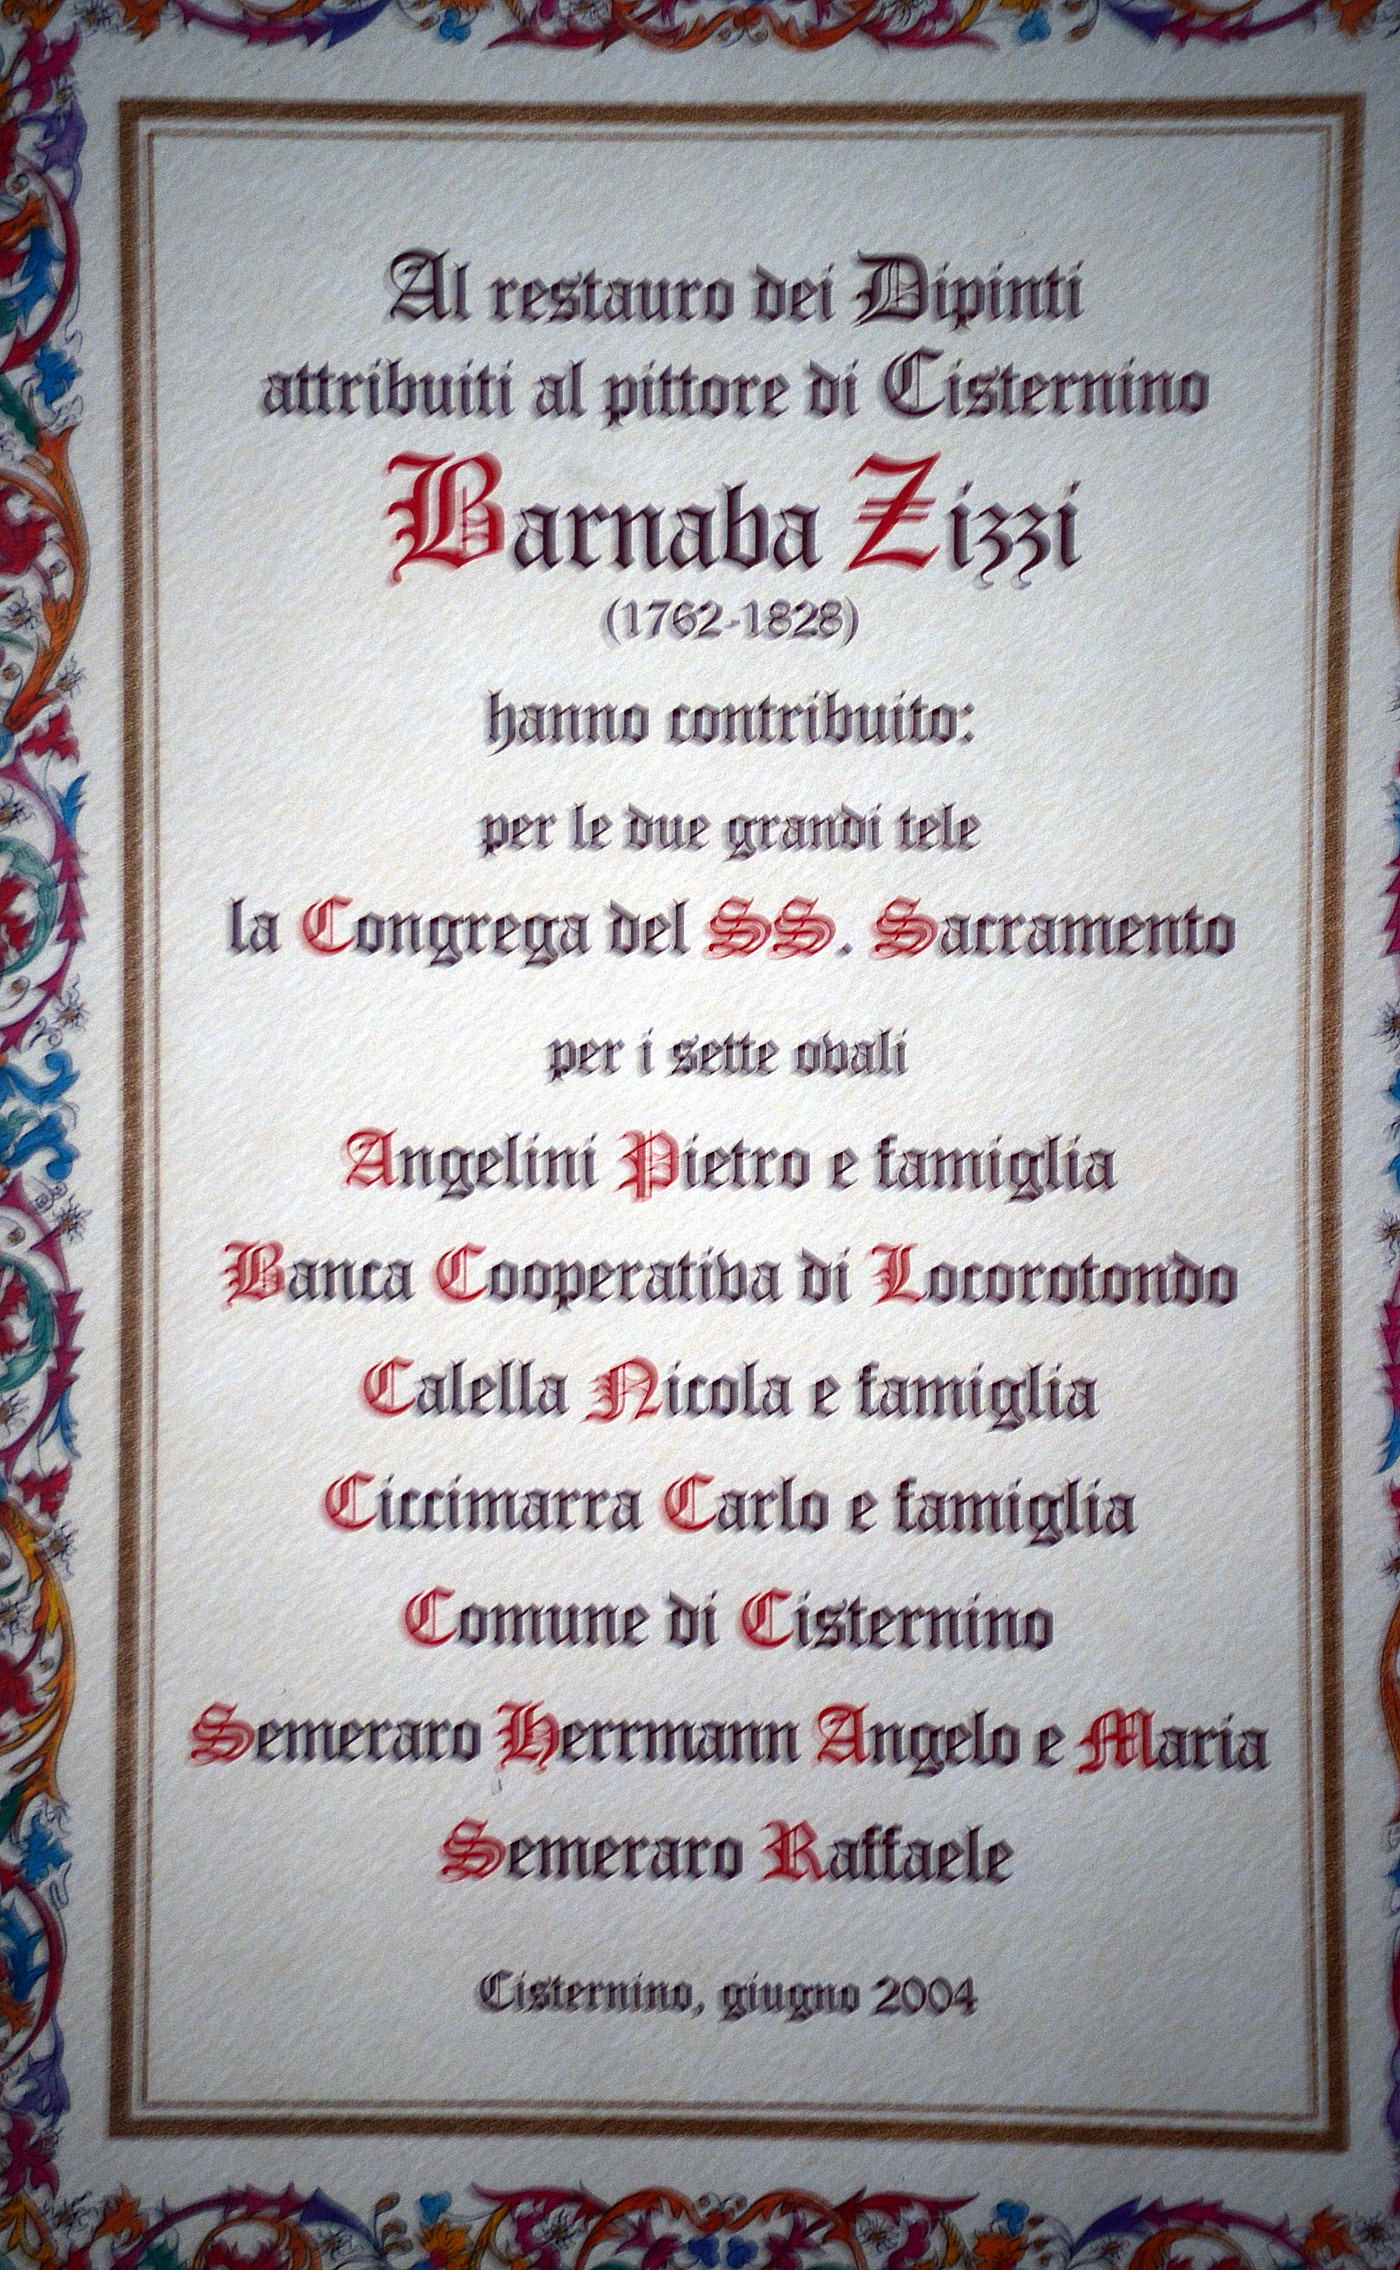 Al restauro dei Dipinti
attribuiti al pittore di Cisternino
Barnaba Zizzi
(1762-1828)
hanno contribuito:
per le due grandi tele
la Congrega del SS. Sacramento
per i sette ovali
Angelini Pietro e famiglia
Banca Cooperativa di Locorotondo
Calella Nicola e famiglia
Ciccimarra Carlo e famiglia
Comune di Cisternino
Semeraro Herrmann Angelo e Maria
Semeraro Raffaele
Cisternino, giugno 2004